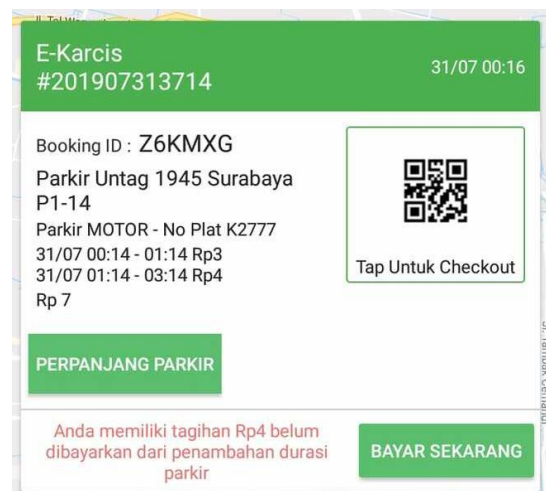 E-Karcis
#201907313714
31/07 00:16
Booking ID : Z6KMXG
Parkir Untag 1945 Surabaya
P1-14
Parkir MOTOR - No Plat K2777
31/07 00:14 - 01:14 Rp3
31/07 01:14 - 03:14 Rp4
Rp 7
Tap Untuk Checkout
PERPANJANG PARKIR
Anda memiliki tagihan Rp4 belum
dibayarkan dari penambahan durasi
parkir
BAYAR SEKARANG